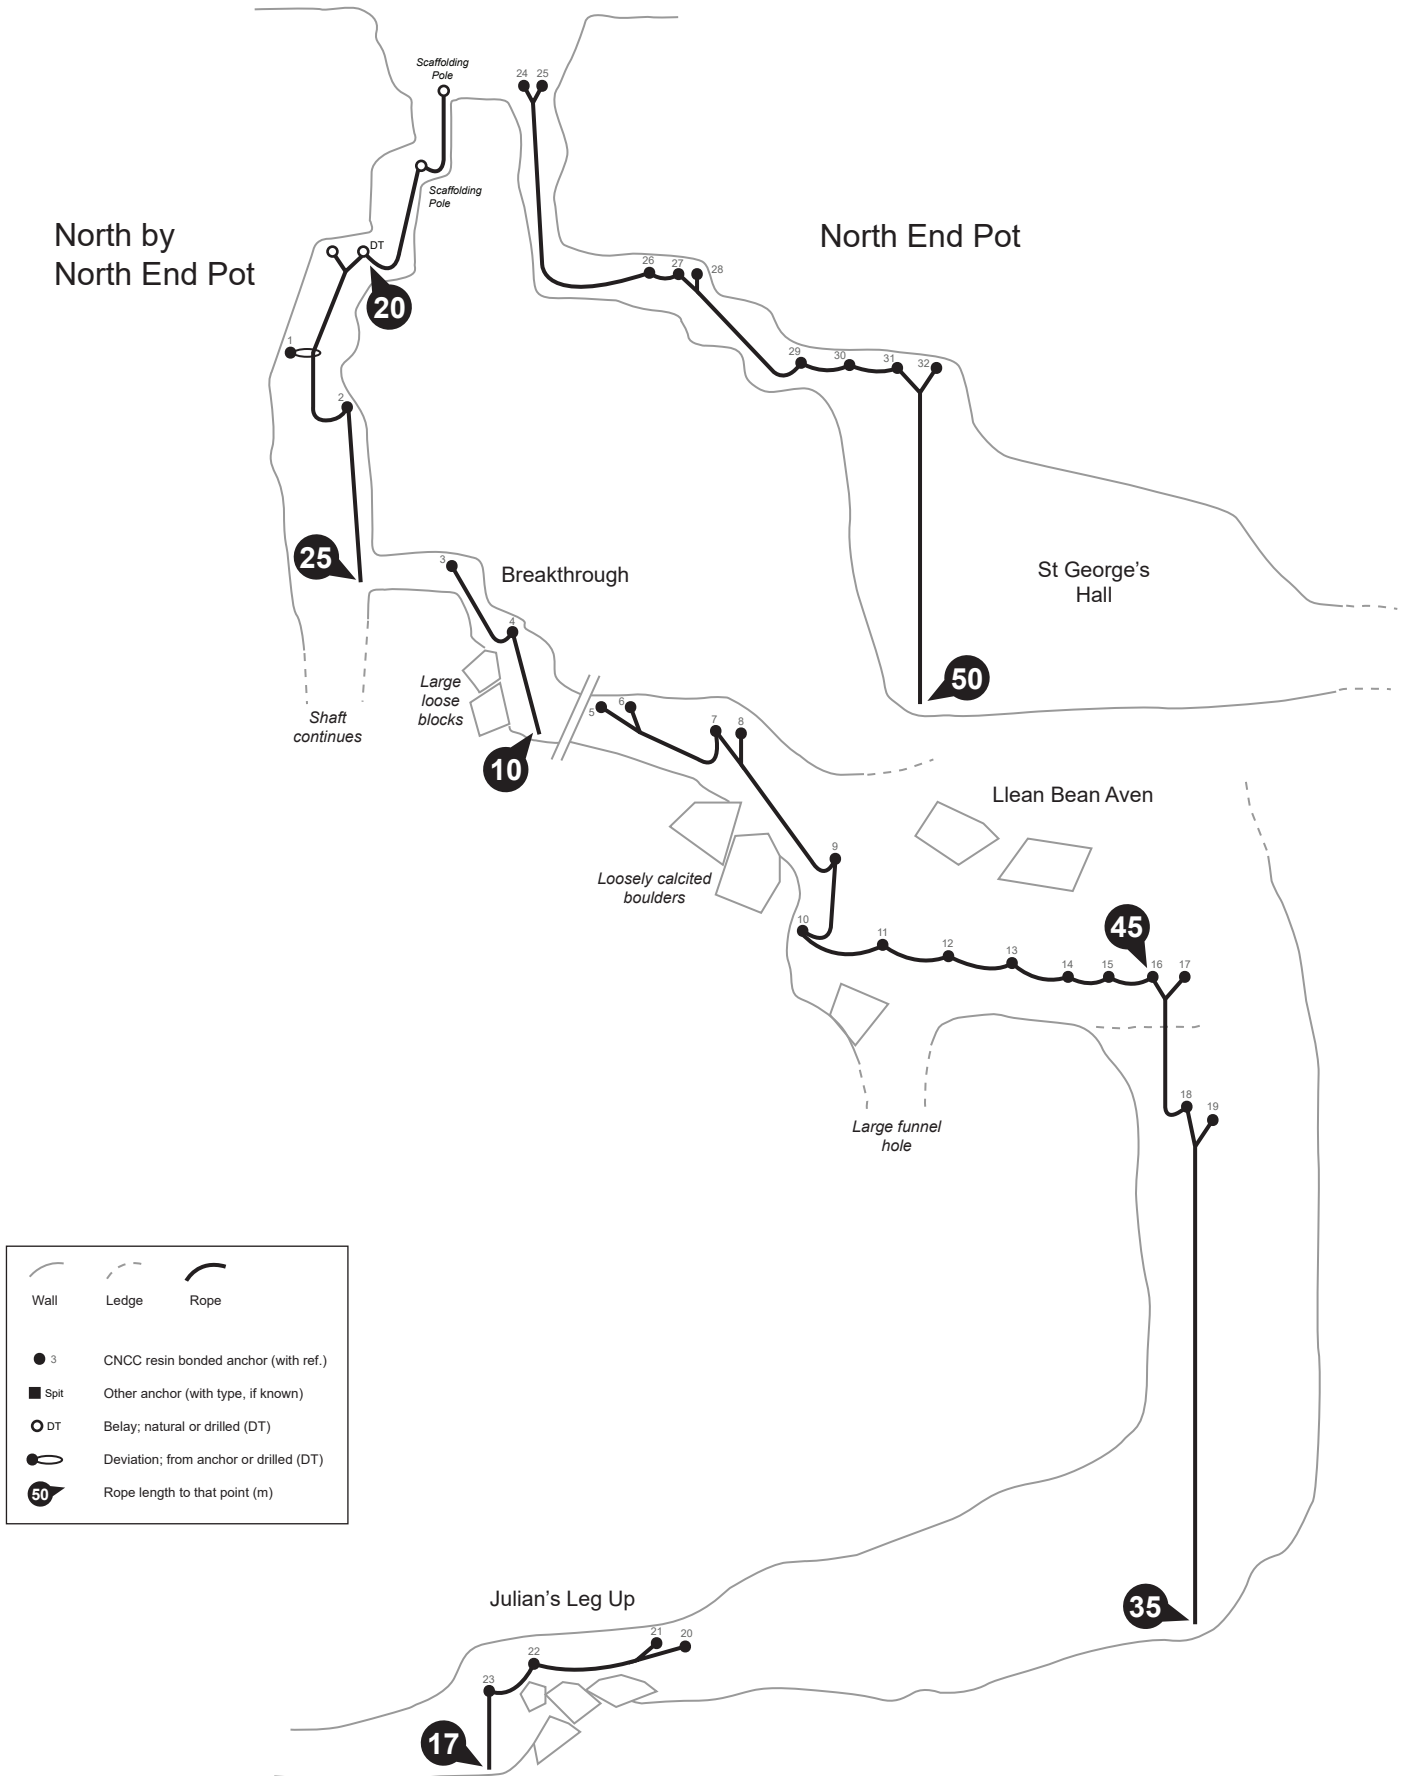 Scaffolding
Pole
24 25
Scaffolding
Pole
North by
North End Pot
DT
20
North End Pot
26 27 28
1
29 30 31 32
2
25
3
Breakthrough
4
St George's
Hall
Large
loose
blocks
Shaft
continues
50
5 6
7 8
10
Llean Bean Aven
9
Loosely calcited
boulders
10
11
12
13
14
15
45
16 17
Large funnel
hole
18
19
Wall Ledge Rope
3 CNCC resin bonded anchor (with ref.)
Spit Other anchor (with type, if known)
DT Belay; natural or drilled (DT)
Deviation; from anchor or drilled (DT)
50 Rope length to that point (m)
Julian's Leg Up
35
21 20
22
23
17